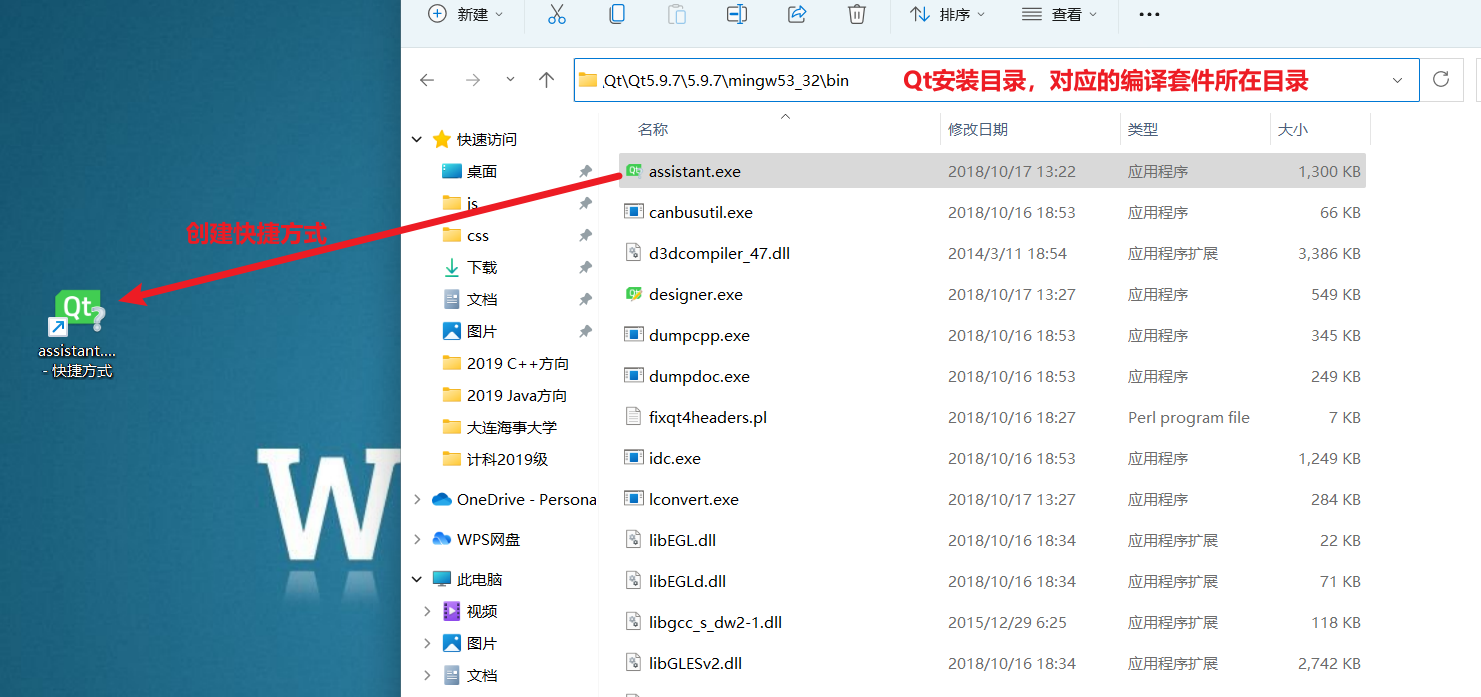 新建
排序
查看
Qt\Qt5.9.7\5.9.7\mingw53_32\bin
Qt安装目录，对应的编译套件所在目录
名称 修改日期 类型 大小
快速访问
桌面
js
css
下载
文档
图片
2019 C++方向
2019 Java方向
大连海事大学
计科2019级
OneDrive - Persona
WPS网盘
此电脑
视频
图片
文档
assistant.exe 2018/10/17 13:22 应用程序 1,300 KB
canbusutil.exe 2018/10/16 18:53 应用程序 66 KB
d3dcompiler_47.dll 2014/3/11 18:54 应用程序扩展 3,386 KB
designer.exe 2018/10/17 13:27 应用程序 549 KB
dumpcpp.exe 2018/10/16 18:53 应用程序 345 KB
dumpdoc.exe 2018/10/16 18:53 应用程序 249 KB
fixqt4headers.pl 2018/10/16 18:27 Perl program file 7 KB
idc.exe 2018/10/16 18:53 应用程序 1,249 KB
lconvert.exe 2018/10/17 13:27 应用程序 284 KB
libEGL.dll 2018/10/16 18:34 应用程序扩展 22 KB
libEGLd.dll 2018/10/16 18:34 应用程序扩展 71 KB
libgcc_s_dw2-1.dll 2015/12/29 6:25 应用程序扩展 118 KB
libGLESv2.dll 2018/10/16 18:34 应用程序扩展 2,742 KB
创建快捷方式
Qt
assistant....
- 快捷方式
W